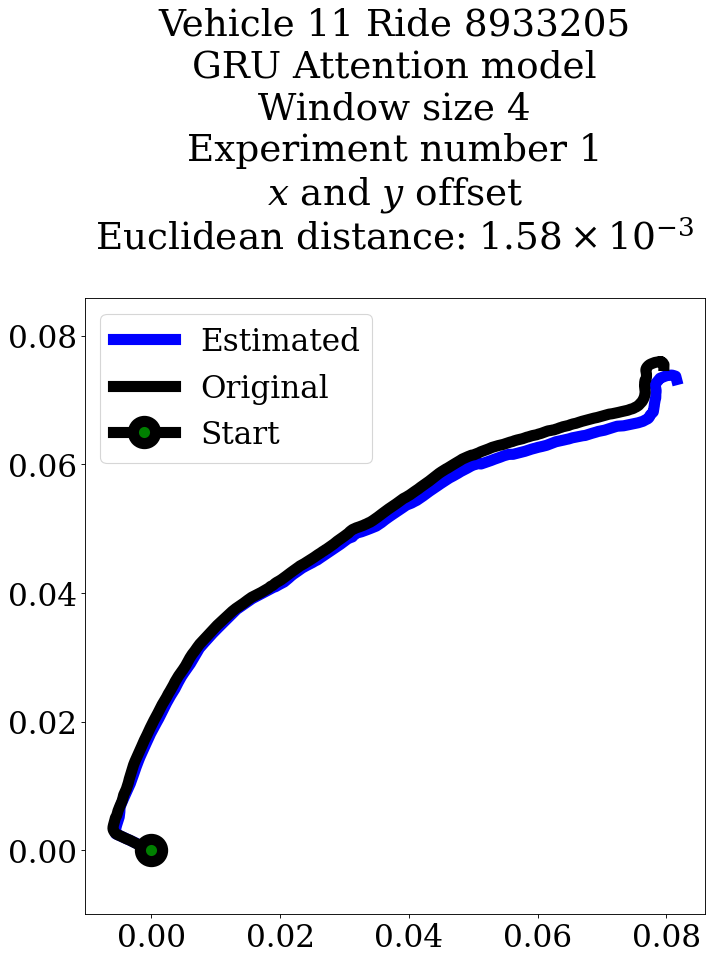 Vehicle 11 Ride 8933205
GRU Attention model
Window size 4
Experiment number 1
x and y offset
Euclidean distance: 1.58 × 10⁻³
Estimated
Original
Start
0.08
0.06
0.04
0.02
0.00
0.00 0.02 0.04 0.06 0.08